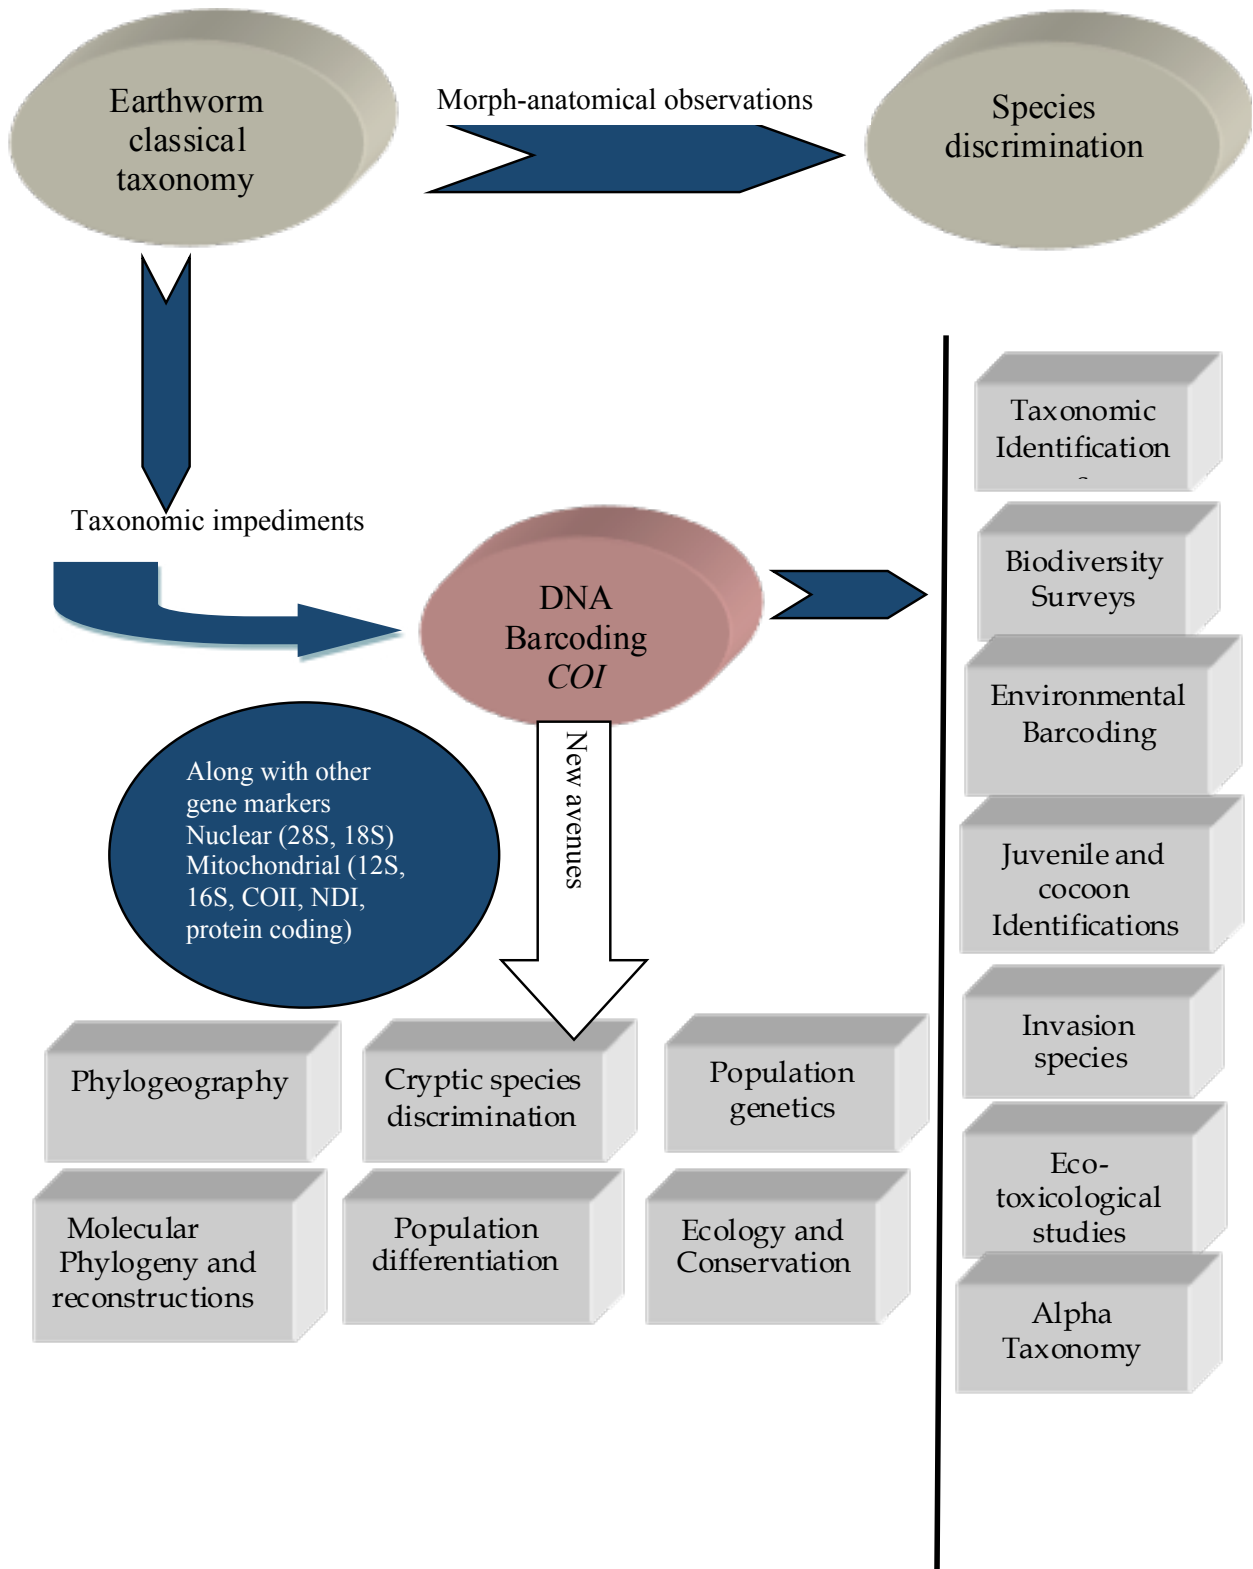 Earthworm
classical
taxonomy
Morph-anatomical observations
Species
discrimination
Taxonomic impediments
DNA
Barcoding
COI
Along with other
gene markers
Nuclear (28S, 18S)
Mitochondrial (12S,
16S, COII, NDI,
protein coding)
New avenues
Phylogeography
Cryptic species
discrimination
Population
genetics
Molecular
Phylogeny and
reconstructions
Population
differentiation
Ecology and
Conservation
Taxonomic
Identification
s
Biodiversity
Surveys
Environmental
Barcoding
Juvenile and
cocoon
Identifications
Invasion
species
Eco-
toxicological
studies
Alpha
Taxonomy